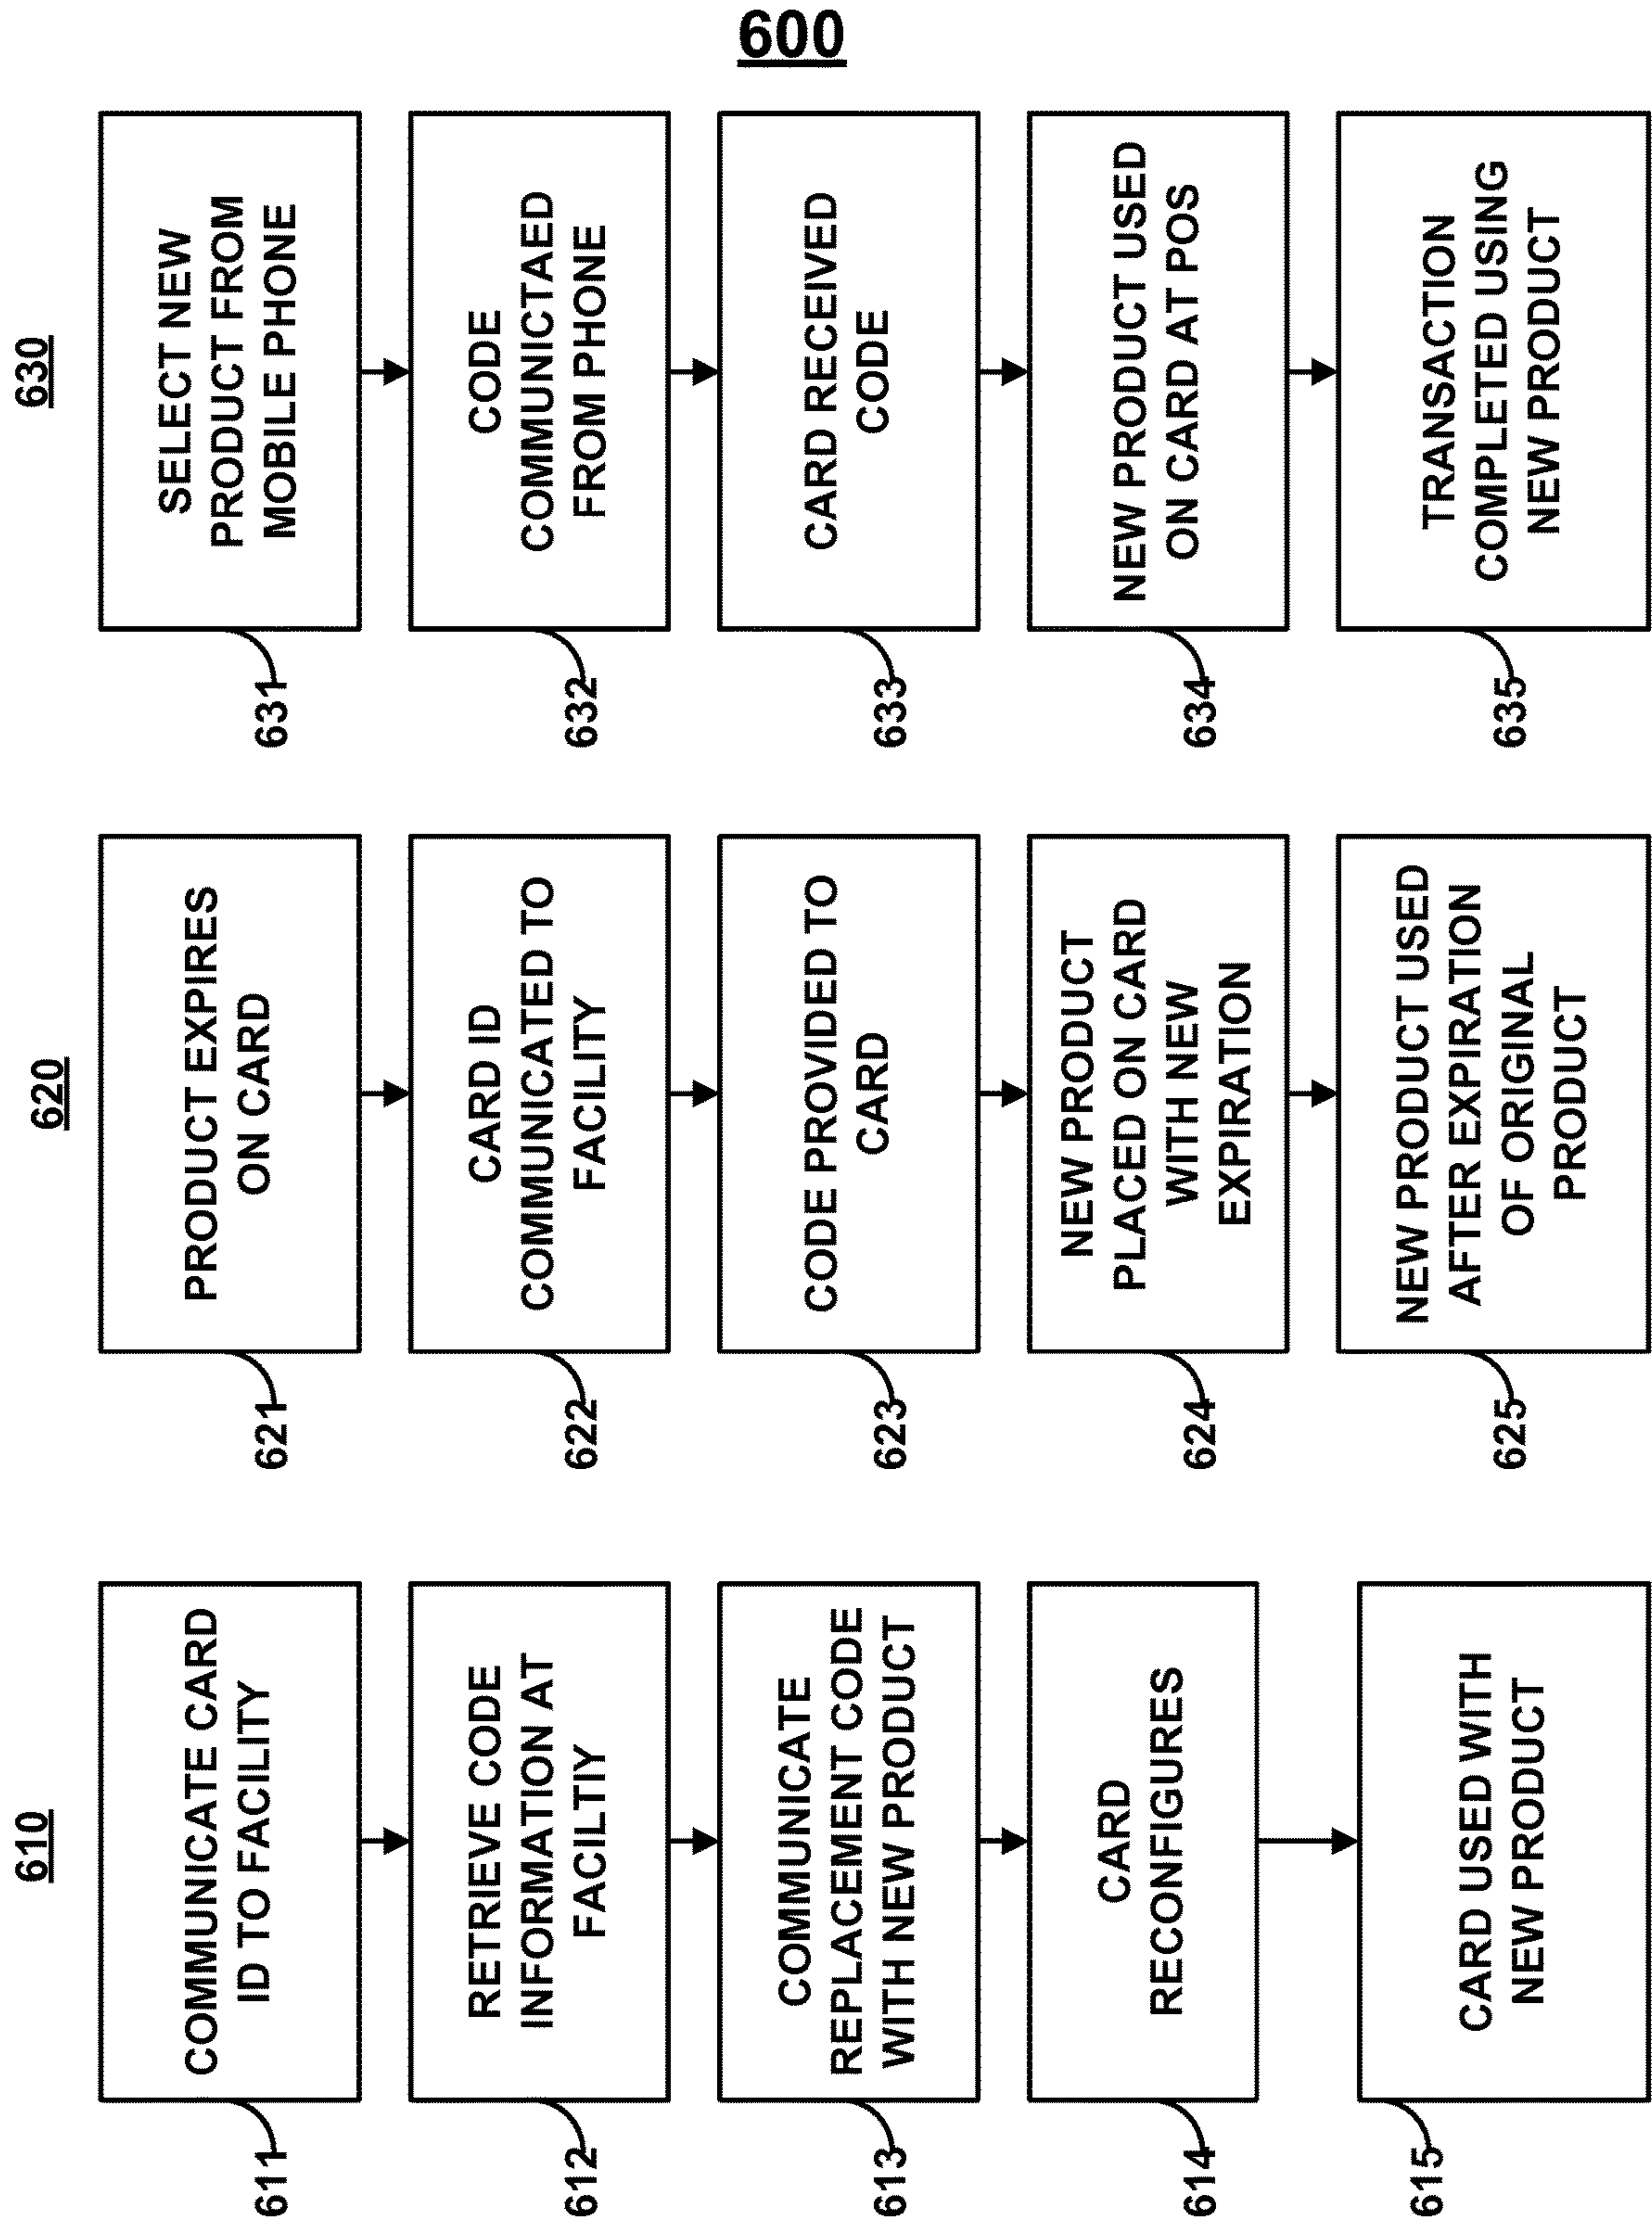 600
610
611
COMMUNICATE CARD
ID TO FACILITY
612
RETRIEVE CODE
INFORMATION AT
FACILTIY
613
COMMUNICATE
REPLACEMENT CODE
WITH NEW PRODUCT
614
CARD
RECONFIGURES
615
CARD USED WITH
NEW PRODUCT
620
621
PRODUCT EXPIRES
ON CARD
622
CARD ID
COMMUNICATED TO
FACILITY
623
CODE PROVIDED TO
CARD
624
NEW PRODUCT
PLACED ON CARD
WITH NEW
EXPIRATION
625
NEW PRODUCT USED
AFTER EXPIRATION
OF ORIGINAL
PRODUCT
630
631
SELECT NEW
PRODUCT FROM
MOBILE PHONE
632
CODE
COMMUNICTAED
FROM PHONE
633
CARD RECEIVED
CODE
634
NEW PRODUCT USED
ON CARD AT POS
635
TRANSACTION
COMPLETED USING
NEW PRODUCT